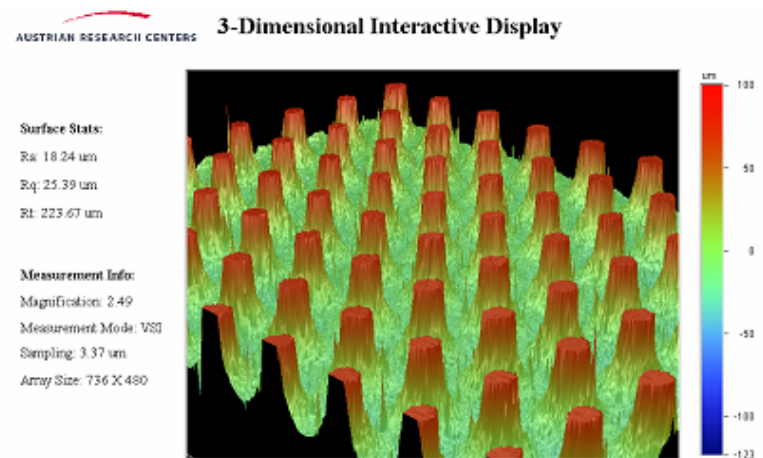 AUSTRIAN RESEARCH CENTERS
3-Dimensional Interactive Display
Surface Stats:
Ra: 18.24 um
Rq: 25.39 um
Rt: 223.67 um
Measurement Info:
Magnification: 2.49
Measurement Mode: VSI
Sampling: 3.37 um
Array Size: 736 X 480
um
100
50
0
-50
-100
-123